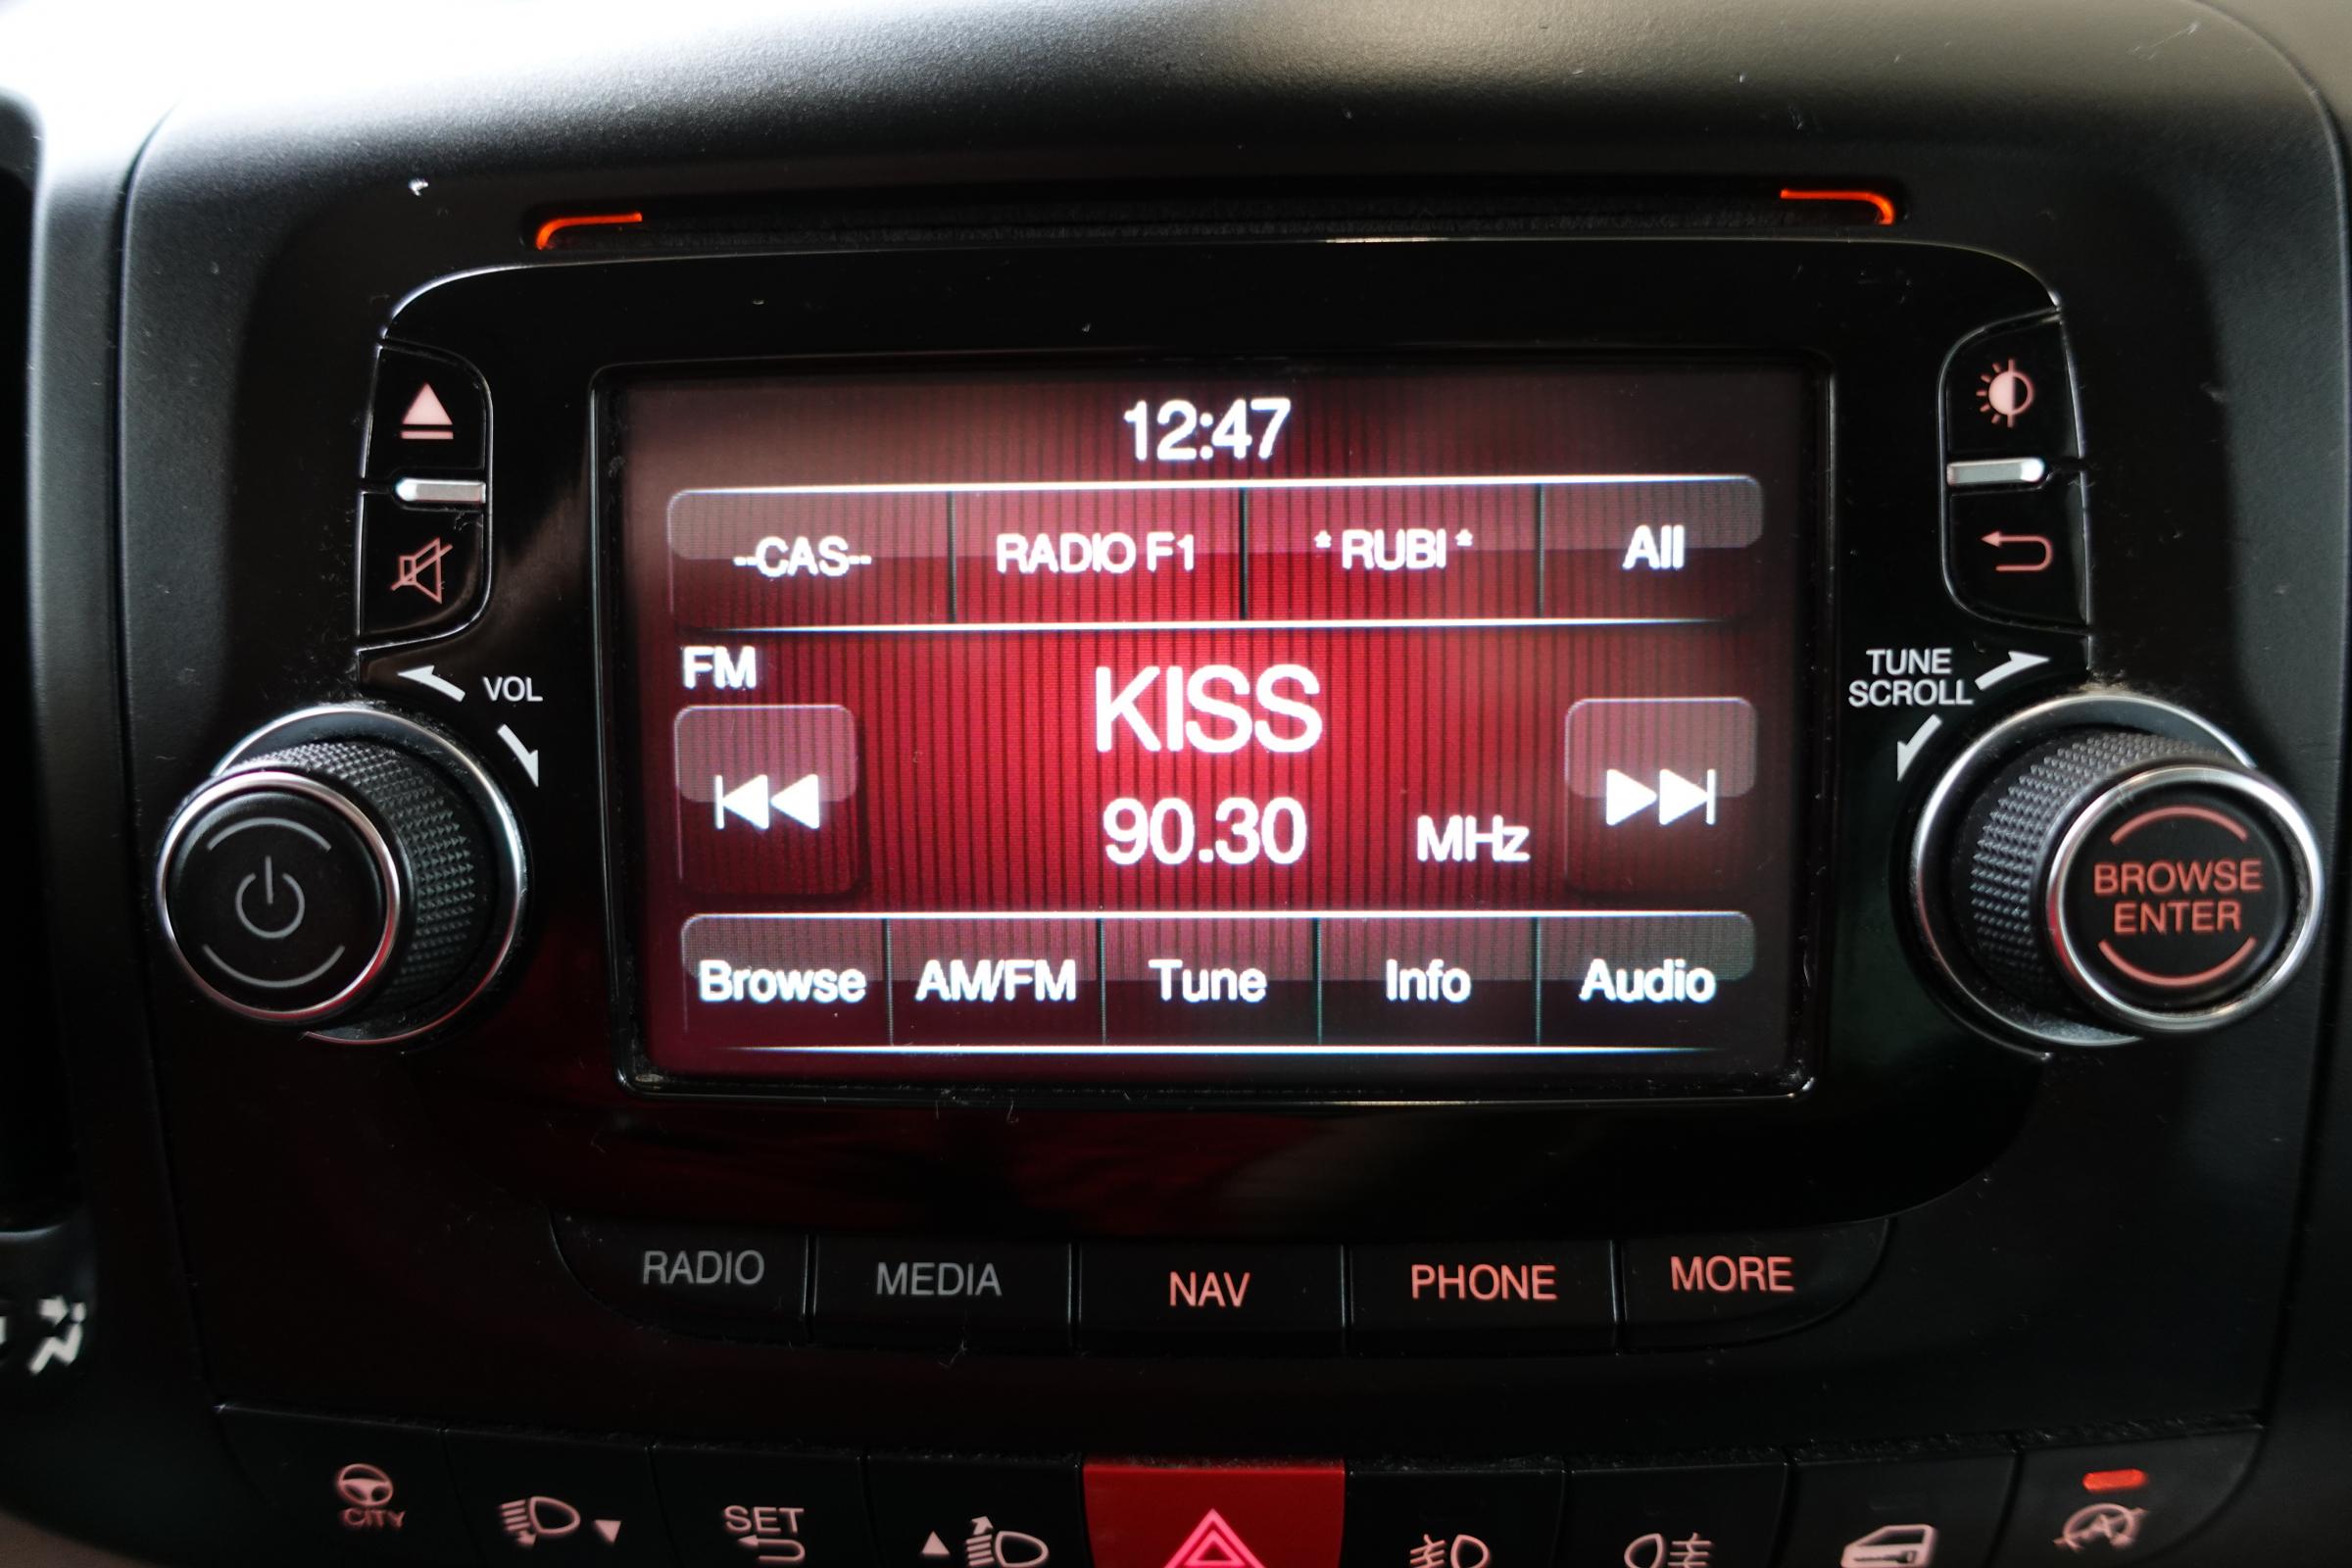 12:47
--CAS-- RADIO F1 * RUBI * All
FM
KISS
90.30 MHz
Browse AM/FM Tune Info Audio
VOL
TUNE
SCROLL
BROWSE
ENTER
RADIO MEDIA NAV PHONE MORE
CITY
SET
A